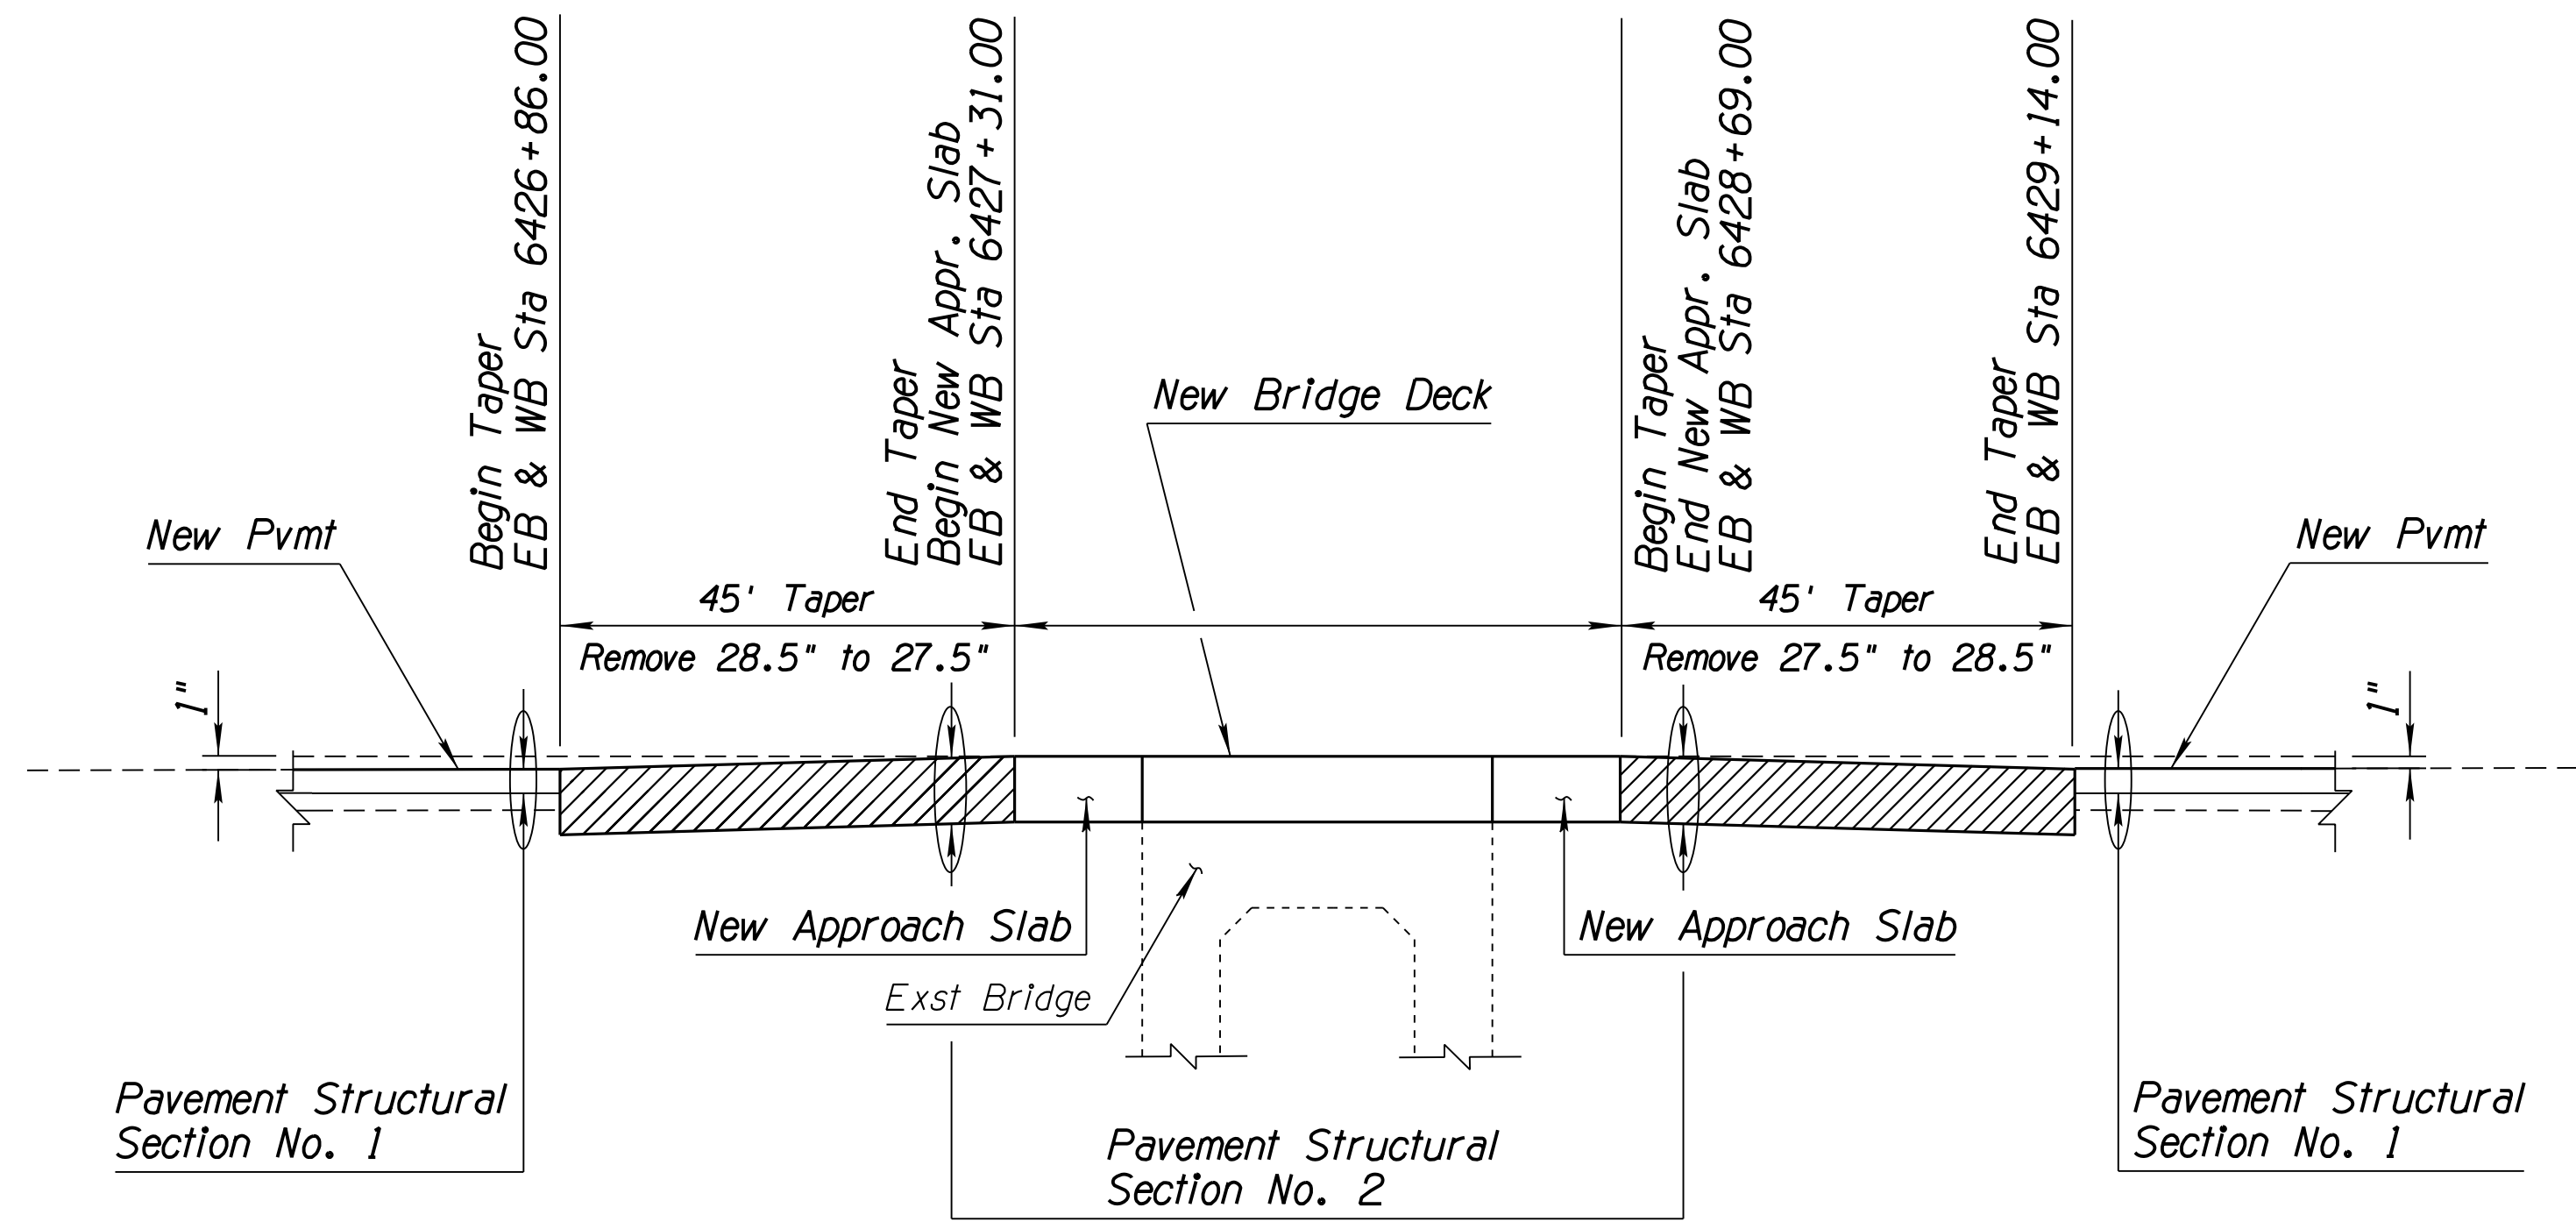 Begin Taper
EB & WB Sta 6426+86.00
End Taper
Begin New Appr. Slab
EB & WB Sta 6427+31.00
Begin Taper
End New Appr. Slab
EB & WB Sta 6428+69.00
End Taper
EB & WB Sta 6429+14.00
New Bridge Deck
New Pvmt
New Pvmt
45' Taper
Remove 28.5" to 27.5"
45' Taper
Remove 27.5" to 28.5"
1"
1"
New Approach Slab
New Approach Slab
Exst Bridge
Pavement Structural
Section No. 1
Pavement Structural
Section No. 2
Pavement Structural
Section No. 1